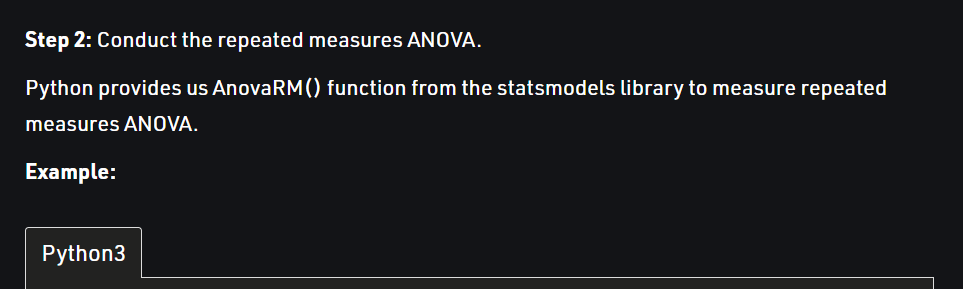 Step 2: Conduct the repeated measures ANOVA.
Python provides us AnovaRM() function from the statsmodels library to measure repeated
measures ANOVA.
Example:
Python3